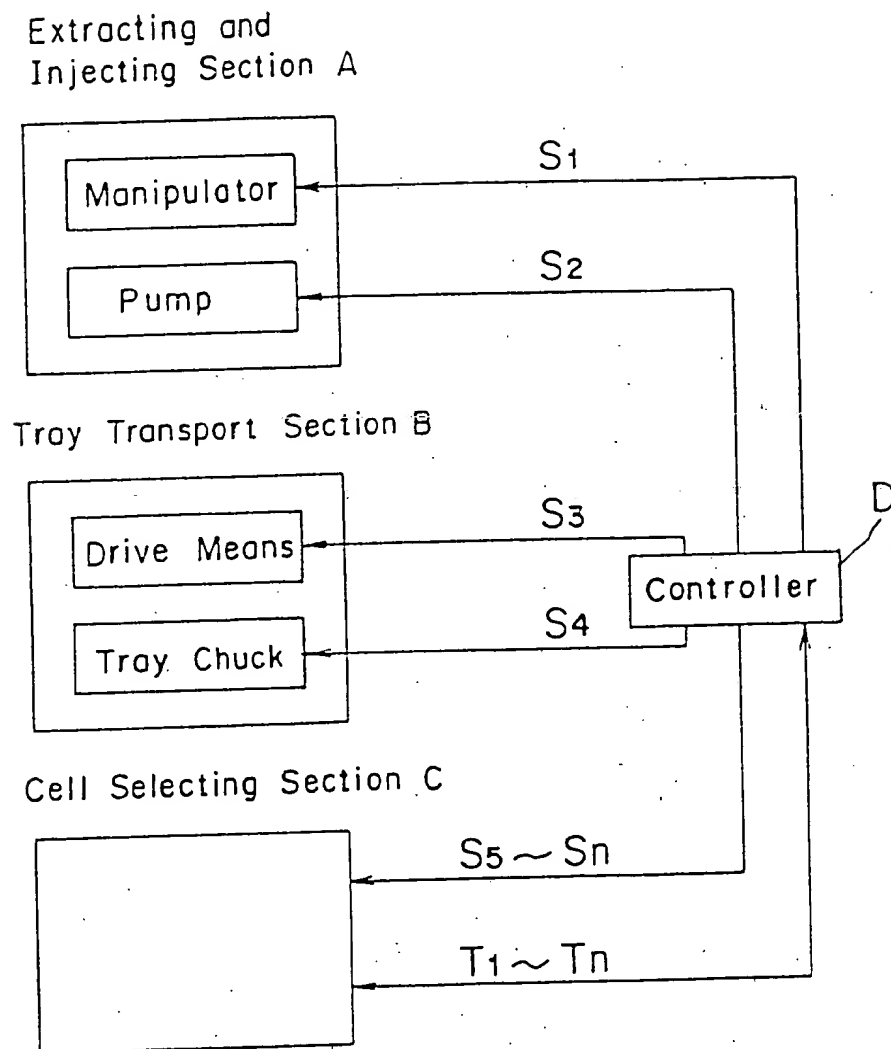 Extracting and
Injecting Section A
Manipulator
S1
Pump
S2
Tray Transport Section B
Drive Means
S3
D
Controller
Tray Chuck
S4
Cell Selecting Section C
S5~Sn
T1~Tn